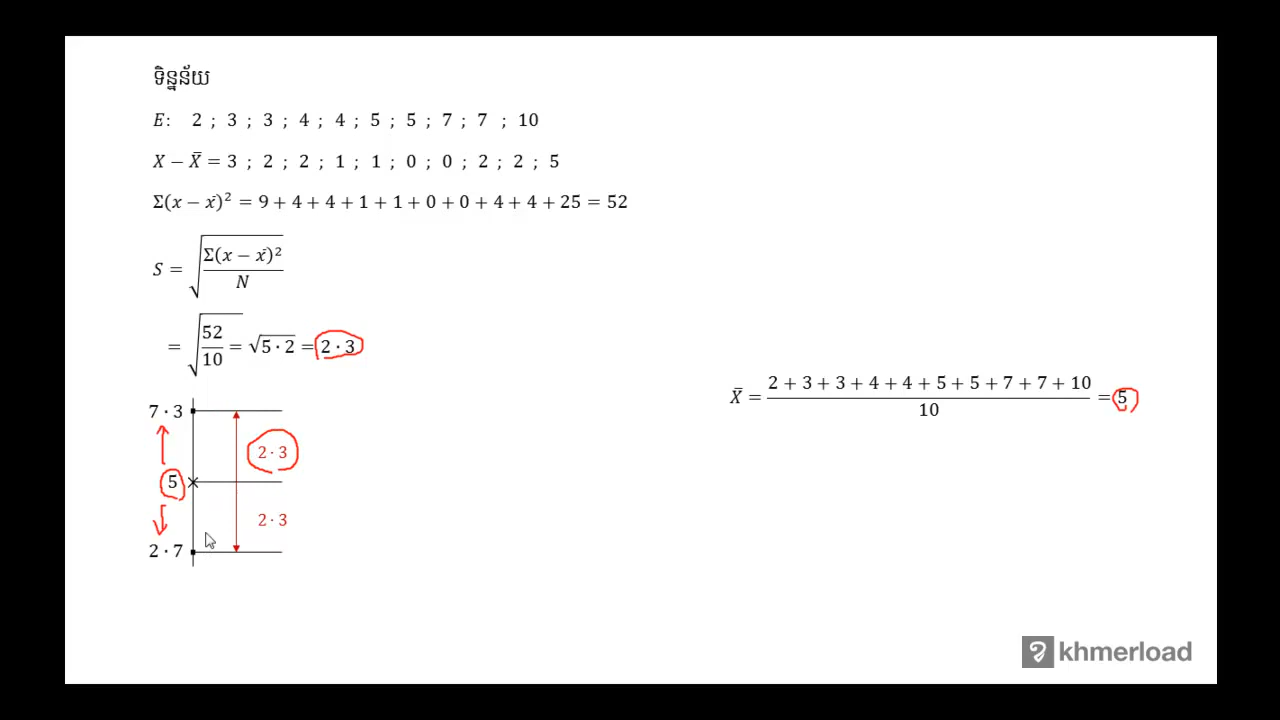 ទិន្នន័យ
E: 2 ; 3 ; 3 ; 4 ; 4 ; 5 ; 5 ; 7 ; 7 ; 10
X − X̄ = 3 ; 2 ; 2 ; 1 ; 1 ; 0 ; 0 ; 2 ; 2 ; 5
Σ(x − x̄)² = 9 + 4 + 4 + 1 + 1 + 0 + 0 + 4 + 4 + 25 = 52
S = √(Σ(x − x̄)² / N)
= √(52/10 =) √5·2 = 2·3
X̄ = (2 + 3 + 3 + 4 + 4 + 5 + 5 + 7 + 7 + 10) / 10 = 5
7·3
2·3
5
2·3
2·7
khmerload